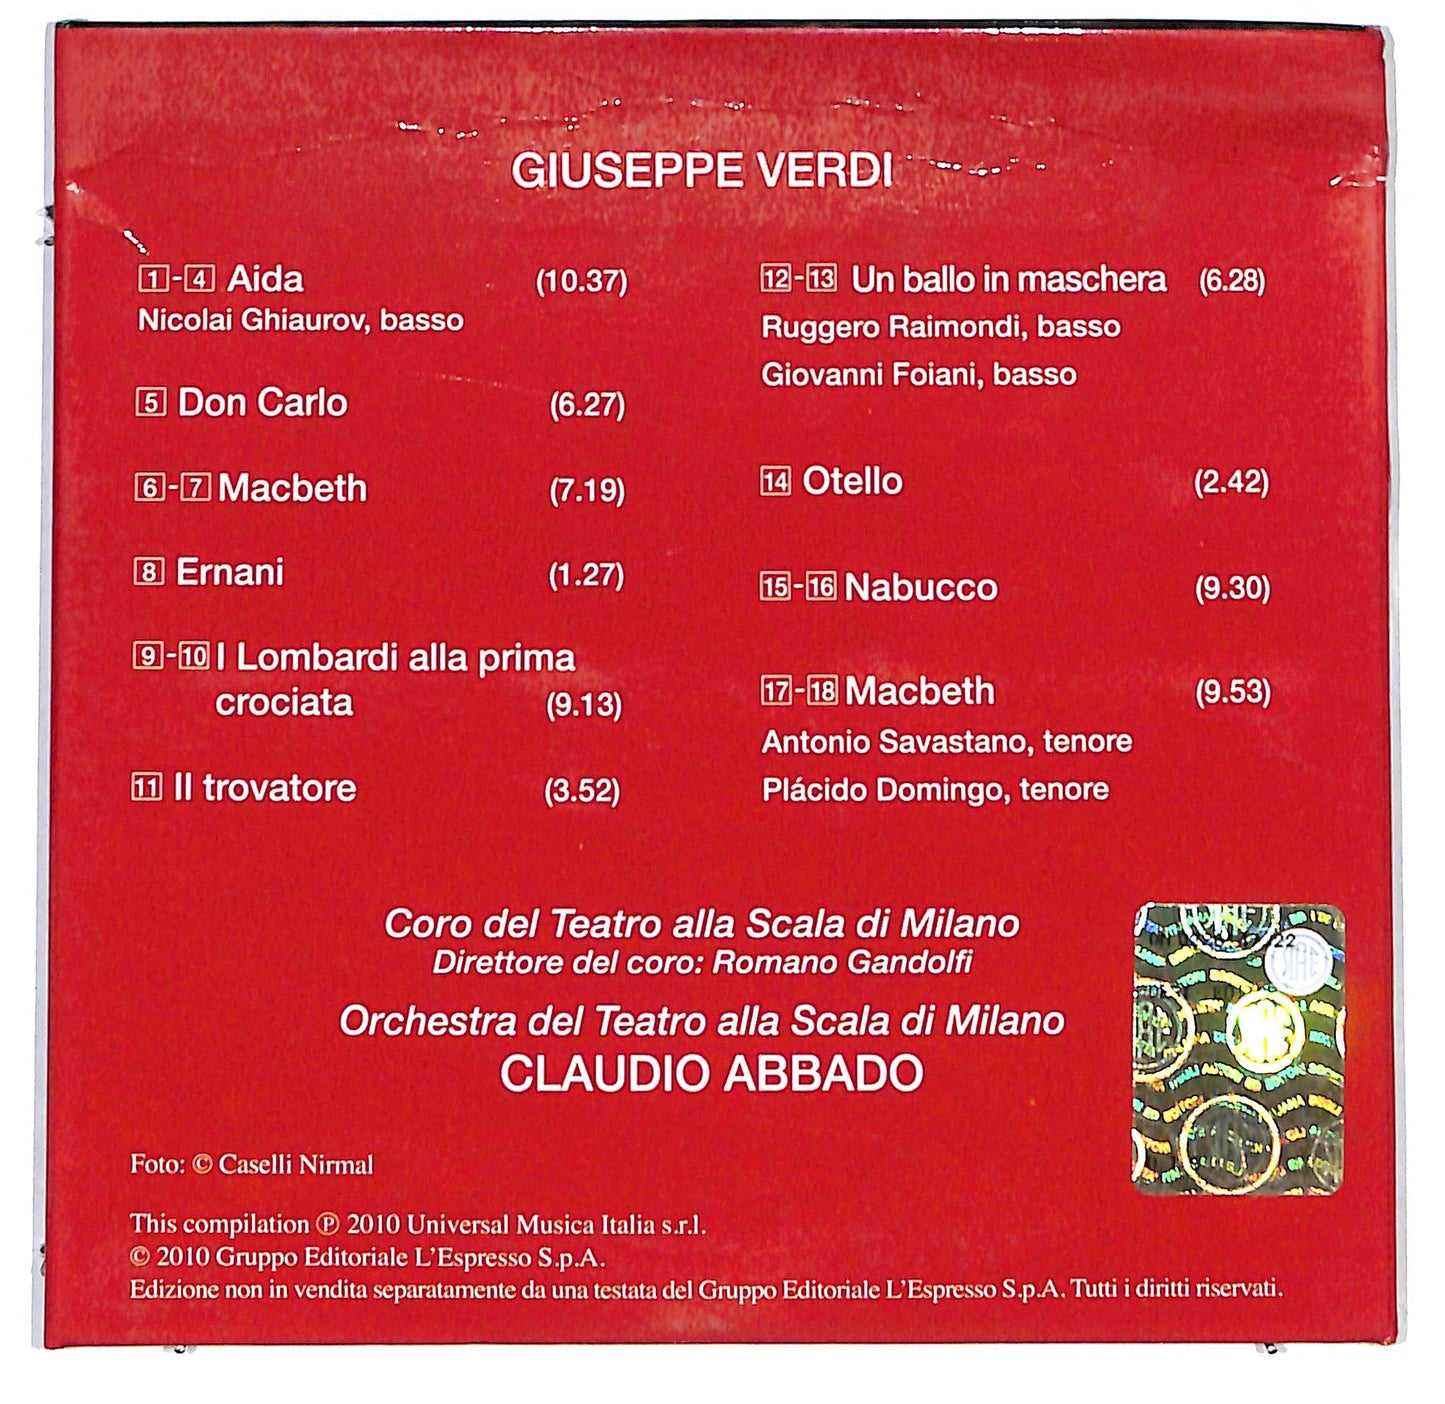 GIUSEPPE VERDI
1-4 Aida (10.37)
Nicolai Ghiaurov, basso
5 Don Carlo (6.27)
6-7 Macbeth (7.19)
8 Ernani (1.27)
9-10 I Lombardi alla prima
crociata (9.13)
11 Il trovatore (3.52)
12-13 Un ballo in maschera (6.28)
Ruggero Raimondi, basso
Giovanni Foiani, basso
14 Otello (2.42)
15-16 Nabucco (9.30)
17-18 Macbeth (9.53)
Antonio Savastano, tenore
Plácido Domingo, tenore
Coro del Teatro alla Scala di Milano
Direttore del coro: Romano Gandolfi
Orchestra del Teatro alla Scala di Milano
CLAUDIO ABBADO
Foto: © Caselli Nirmal
This compilation ℗ 2010 Universal Musica Italia s.r.l.
© 2010 Gruppo Editoriale L'Espresso S.p.A.
Edizione non in vendita separatamente da una testata del Gruppo Editoriale L'Espresso S.p.A. Tutti i diritti riservati.